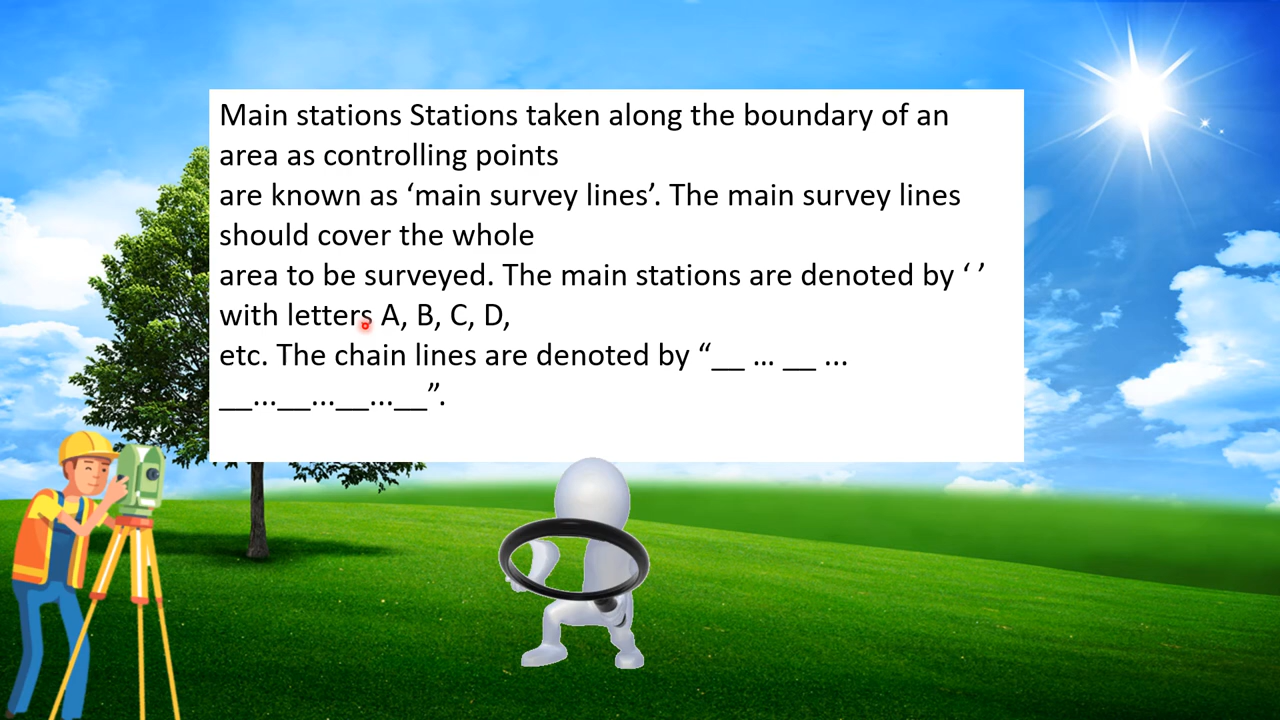 Main stations Stations taken along the boundary of an
area as controlling points
are known as ‘main survey lines’. The main survey lines
should cover the whole
area to be surveyed. The main stations are denoted by ‘ ’
with letters A, B, C, D,
etc. The chain lines are denoted by “__ … __ …
__...__...__...__”.